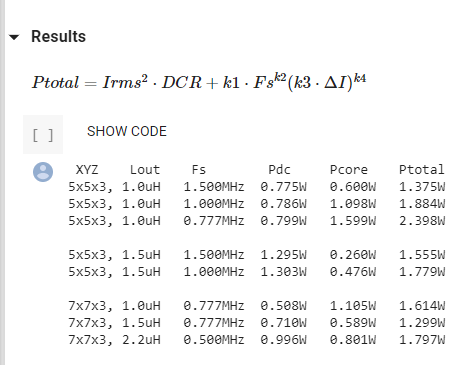 Results
Ptotal = Irms² · DCR + k1 · Fs^k2(k3 · ΔI)^k4
[ ] SHOW CODE
XYZ Lout Fs Pdc Pcore Ptotal
5x5x3, 1.0uH 1.500MHz 0.775W 0.600W 1.375W
5x5x3, 1.0uH 1.000MHz 0.786W 1.098W 1.884W
5x5x3, 1.0uH 0.777MHz 0.799W 1.599W 2.398W
5x5x3, 1.5uH 1.500MHz 1.295W 0.260W 1.555W
5x5x3, 1.5uH 1.000MHz 1.303W 0.476W 1.779W
7x7x3, 1.0uH 0.777MHz 0.508W 1.105W 1.614W
7x7x3, 1.5uH 0.777MHz 0.710W 0.589W 1.299W
7x7x3, 2.2uH 0.500MHz 0.996W 0.801W 1.797W